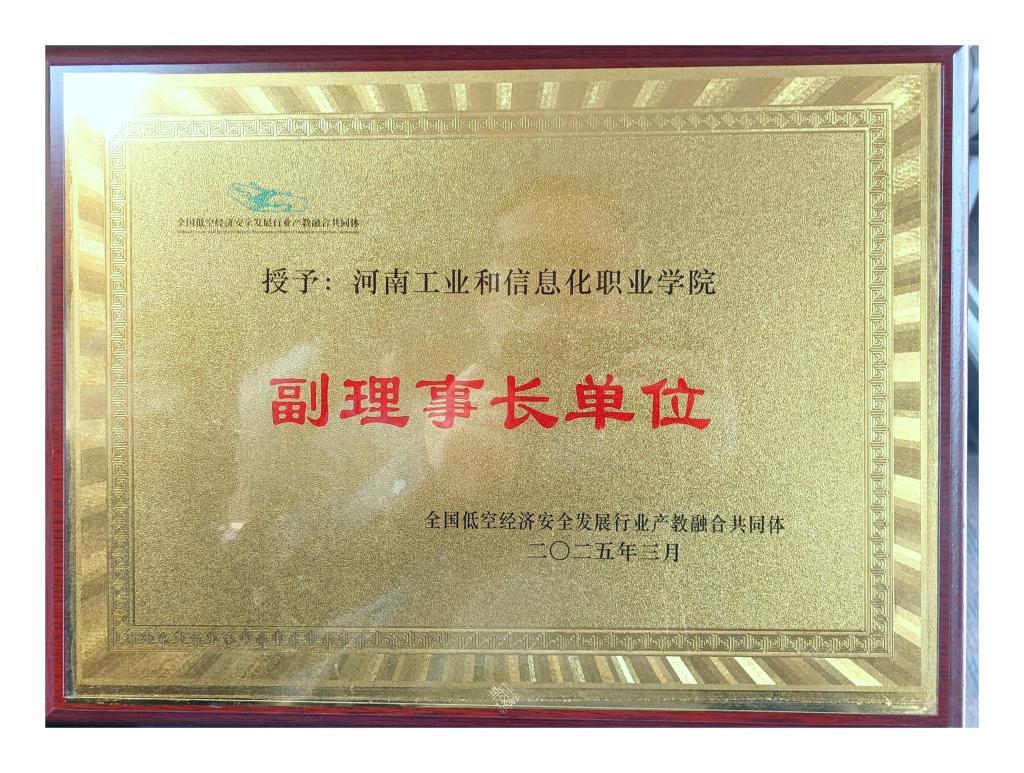 全国低空经济安全发展行业产教融合共同体
授予：河南工业和信息化职业学院
副理事长单位
全国低空经济安全发展行业产教融合共同体
二〇二五年三月